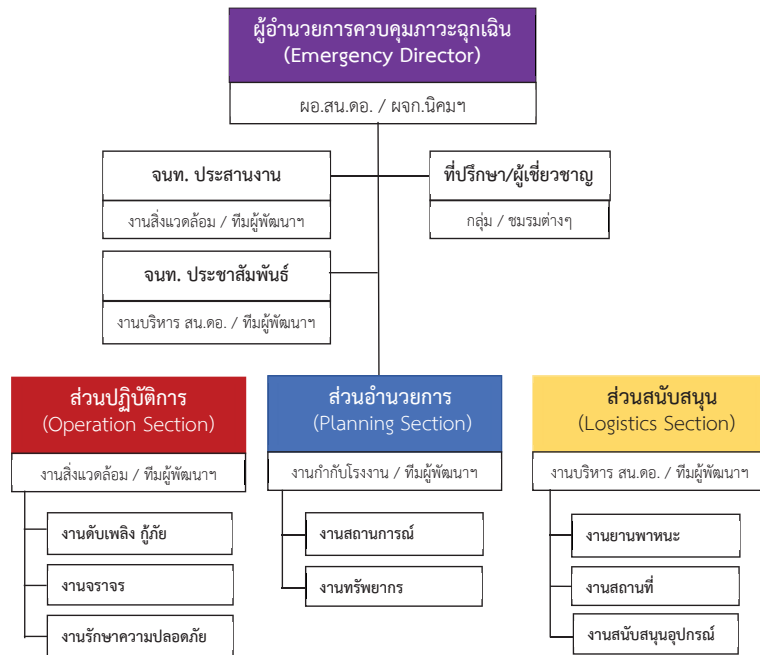 ผู้อำนวยการควบคุมภาวะฉุกเฉิน
(Emergency Director)
ผอ.สน.ดอ. / ผจก.นิคมฯ
จนท. ประสานงาน
งานสิ่งแวดล้อม / ทีมผู้พัฒนาฯ
ที่ปรึกษา/ผู้เชี่ยวชาญ
กลุ่ม / ชมรมต่างๆ
จนท. ประชาสัมพันธ์
งานบริหาร สน.ดอ. / ทีมผู้พัฒนาฯ
ส่วนปฏิบัติการ
(Operation Section)
งานสิ่งแวดล้อม / ทีมผู้พัฒนาฯ
งานดับเพลิง กู้ภัย
งานจราจร
งานรักษาความปลอดภัย
ส่วนอำนวยการ
(Planning Section)
งานกำกับโรงงาน / ทีมผู้พัฒนาฯ
งานสถานการณ์
งานทรัพยากร
ส่วนสนับสนุน
(Logistics Section)
งานบริหาร สน.ดอ. / ทีมผู้พัฒนาฯ
งานยานพาหนะ
งานสถานที่
งานสนับสนุนอุปกรณ์